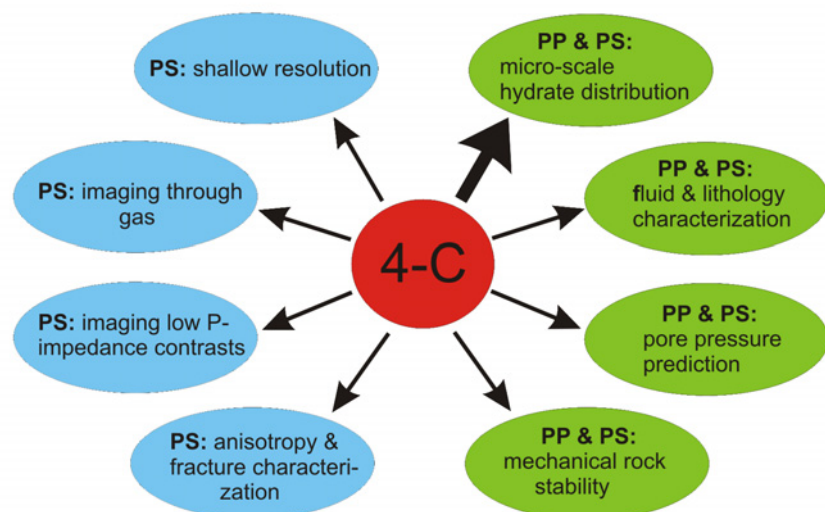 PS: shallow resolution
PS: imaging through
gas
PS: imaging low P-
impedance contrasts
PS: anisotropy &
fracture characteri-
zation
4-C
PP & PS:
micro-scale
hydrate distribution
PP & PS:
fluid & lithology
characterization
PP & PS:
pore pressure
prediction
PP & PS:
mechanical rock
stability